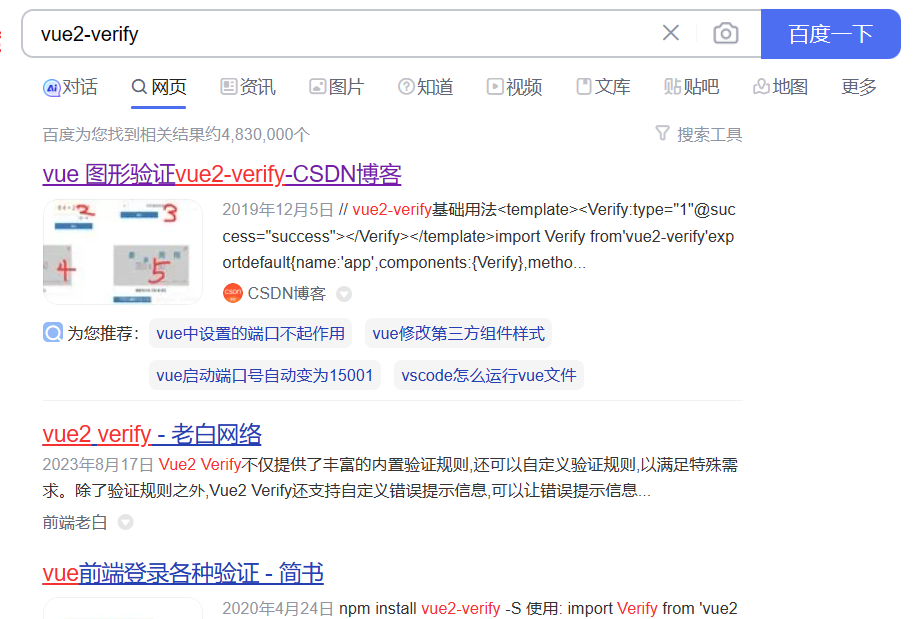 vue2-verify
百度一下
对话 网页 资讯 图片 知道 视频 文库 贴吧 地图 更多
百度为您找到相关结果约4,830,000个
搜索工具
vue 图形验证vue2-verify-CSDN博客
2 3
4 5
2019年12月5日 // vue2-verify基础用法<template><Verify:type="1"@suc
cess="success"></Verify></template>import Verify from'vue2-verify'exp
ortdefault{name:'app',components:{Verify},metho...
CSDN博客
为您推荐:
vue中设置的端口不起作用 vue修改第三方组件样式
vue启动端口号自动变为15001 vscode怎么运行vue文件
vue2 verify - 老白网络
2023年8月17日 Vue2 Verify不仅提供了丰富的内置验证规则,还可以自定义验证规则,以满足特殊需
求。除了验证规则之外,Vue2 Verify还支持自定义错误提示信息,可以让错误提示信息...
前端老白
vue前端登录各种验证 - 简书
2020年4月24日 npm install vue2-verify -S 使用: import Verify from 'vue2